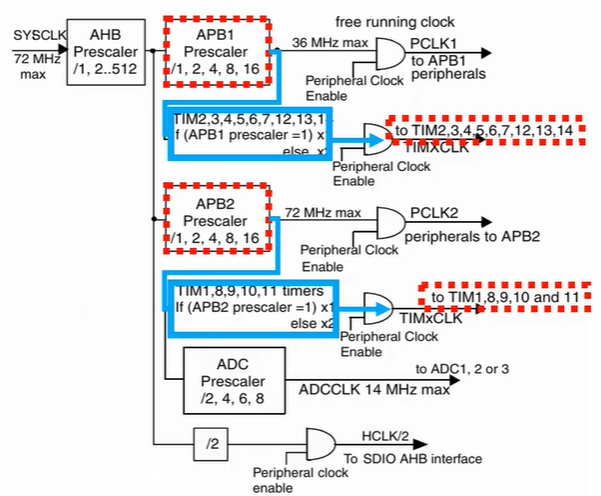 free running clock
SYSCLK
72 MHz
max
AHB
Prescaler
/1, 2..512
APB1
Prescaler
/1, 2, 4, 8, 16
36 MHz max
PCLK1
to APB1
peripherals
Peripheral Clock
Enable
TIM2,3,4,5,6,7,12,13,1
If (APB1 prescaler =1) x
else x
to TIM2,3,4,5,6,7,12,13,14
TIMXCLK
Peripheral Clock
Enable
APB2
Prescaler
/1, 2, 4, 8, 16
72 MHz max
PCLK2
peripherals to APB2
Peripheral Clock
Enable
TIM1,8,9,10,11 timers
If (APB2 prescaler =1) x1
else x2
to TIM1,8,9,10 and 11
TIMxCLK
Peripheral Clock
Enable
ADC
Prescaler
/2, 4, 6, 8
to ADC1, 2 or 3
ADCCLK 14 MHz max
/2
HCLK/2
To SDIO AHB interface
Peripheral clock
enable